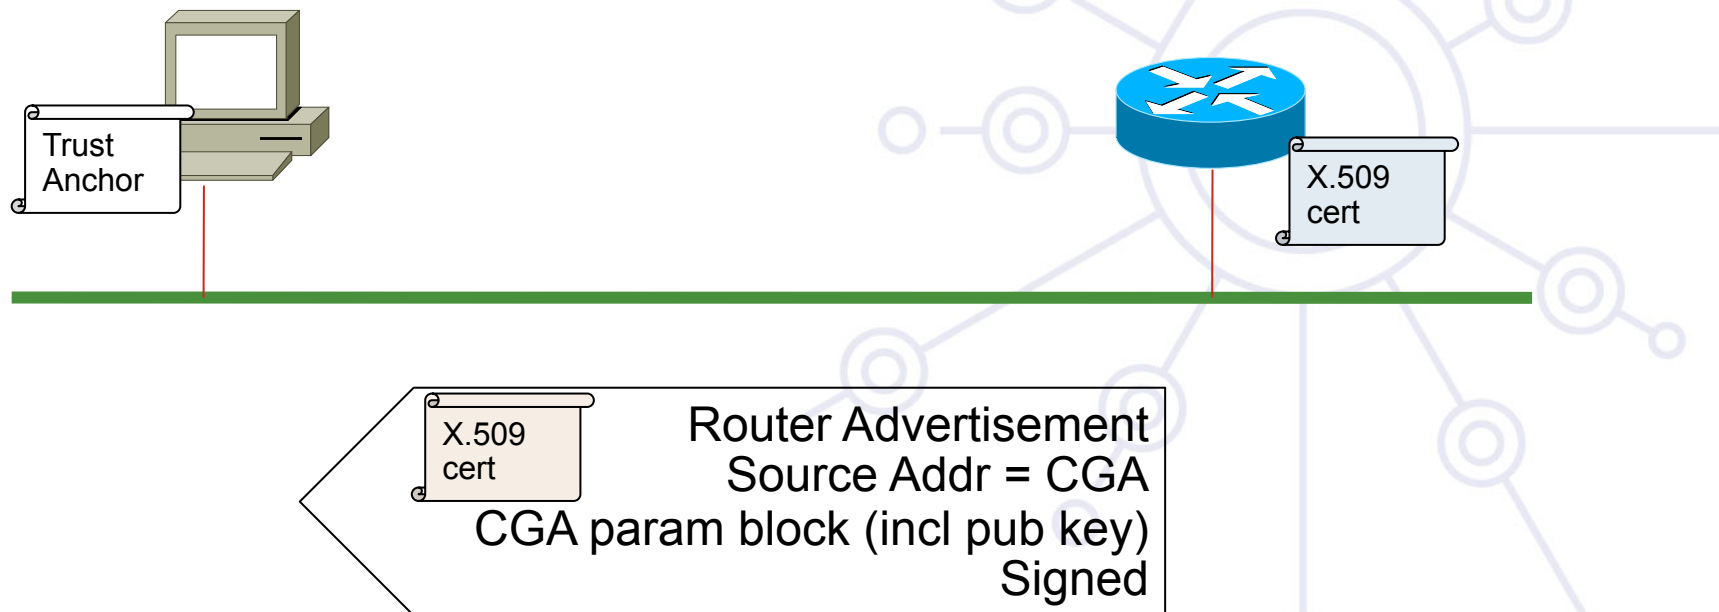 Trust
Anchor
X.509
cert
X.509
cert
Router Advertisement
Source Addr = CGA
CGA param block (incl pub key)
Signed